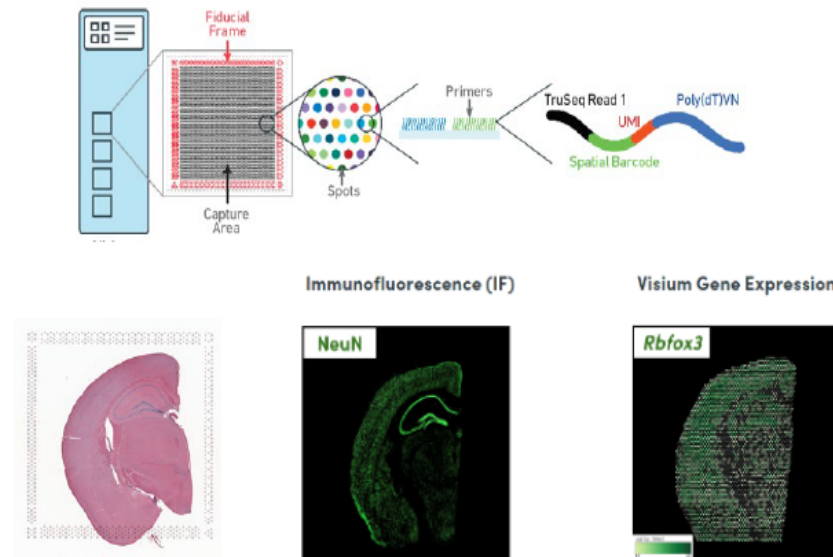 Fiducial
Frame
Primers
TruSeq Read 1
Poly(dT)VN
UMI
Spatial Barcode
Spots
Capture
Area
Immunofluorescence (IF)
Visium Gene Expression
NeuN
Rbfox3